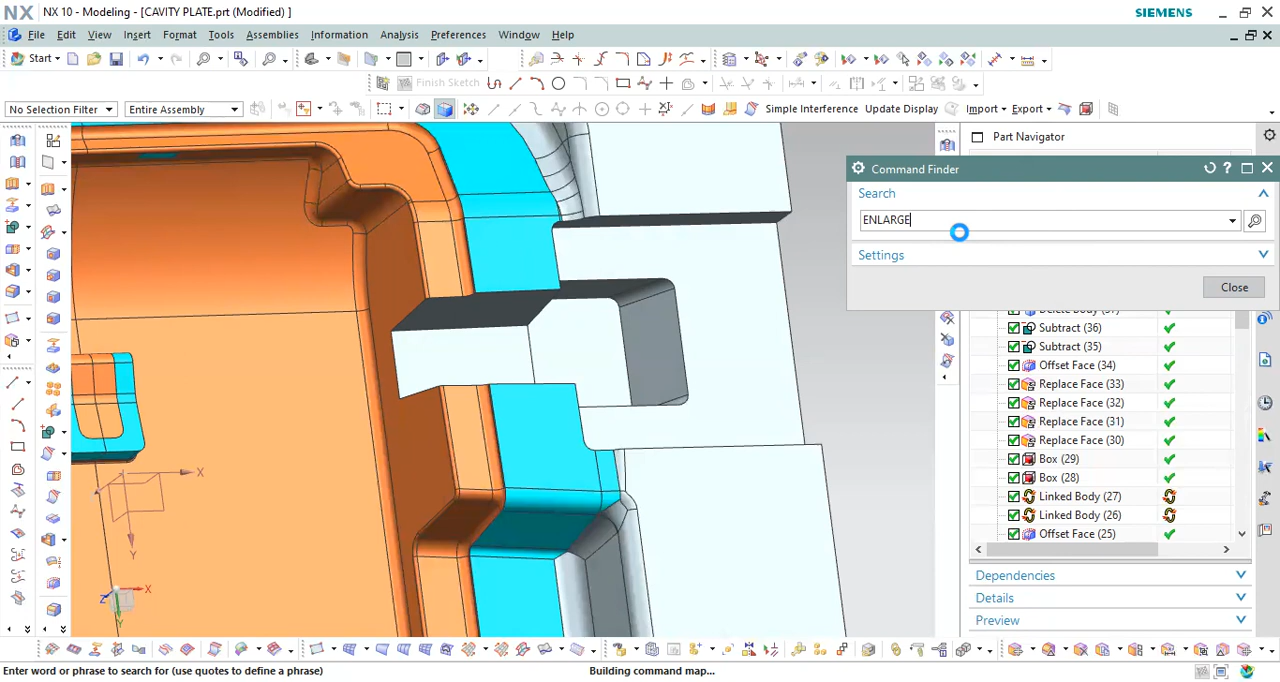 NX NX 10 - Modeling - [CAVITY PLATE.prt (Modified) ] SIEMENS
File Edit View Insert Format Tools Assemblies Information Analysis Preferences Window Help
Start
Finish Sketch
No Selection Filter Entire Assembly Simple Interference Update Display Import Export
Part Navigator
Command Finder
Search
ENLARGE
Settings
Close
Subtract (36)
Subtract (35)
Offset Face (34)
Replace Face (33)
Replace Face (32)
Replace Face (31)
Replace Face (30)
Box (29)
Box (28)
Linked Body (27)
Linked Body (26)
Offset Face (25)
Dependencies
Details
Preview
X
Y
X
Z
Y
Enter word or phrase to search for (use quotes to define a phrase) Building command map...